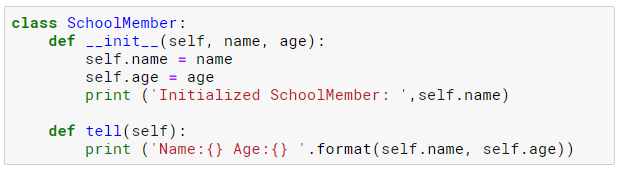 class SchoolMember:
    def __init__(self, name, age):
        self.name = name
        self.age = age
        print ('Initialized SchoolMember: ',self.name)

    def tell(self):
        print ('Name:{} Age:{} '.format(self.name, self.age))